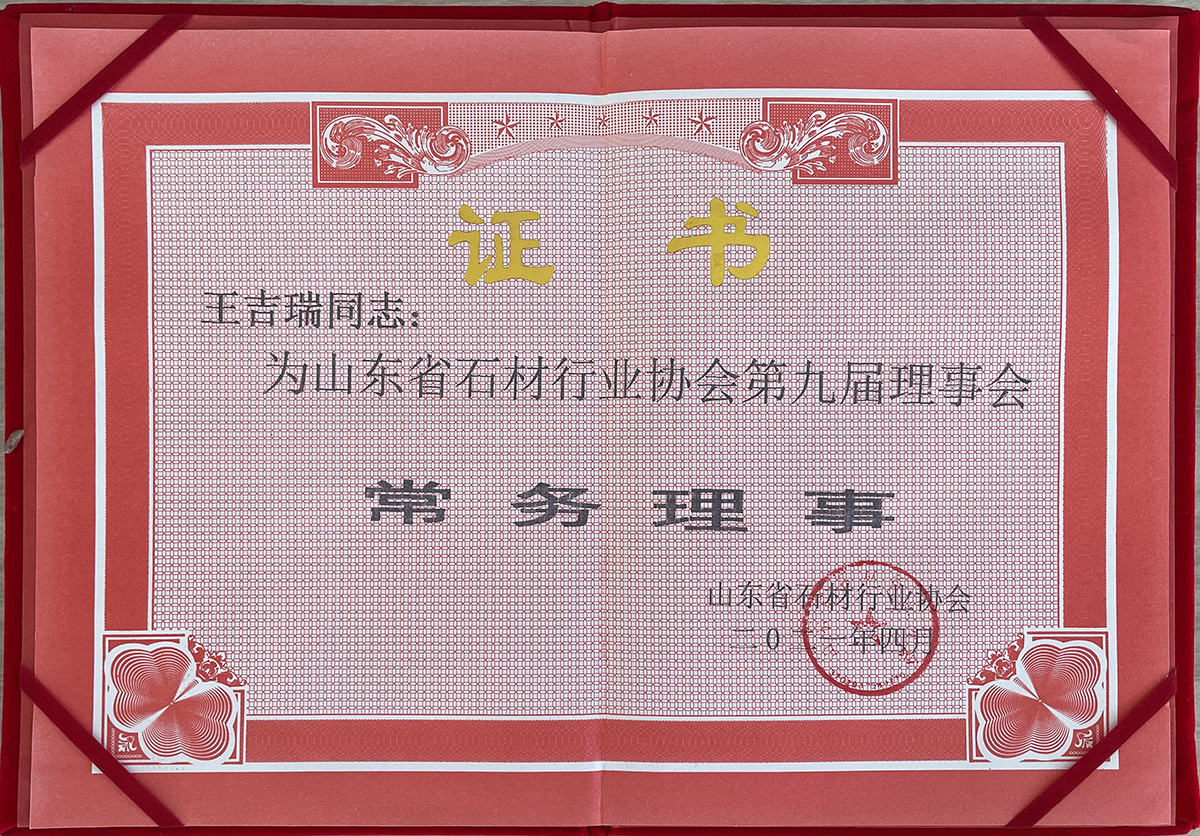 证书
王吉瑞同志：
为山东省石材行业协会第九届理事会
常务理事
山东省石材行业协会
二0二一年四月